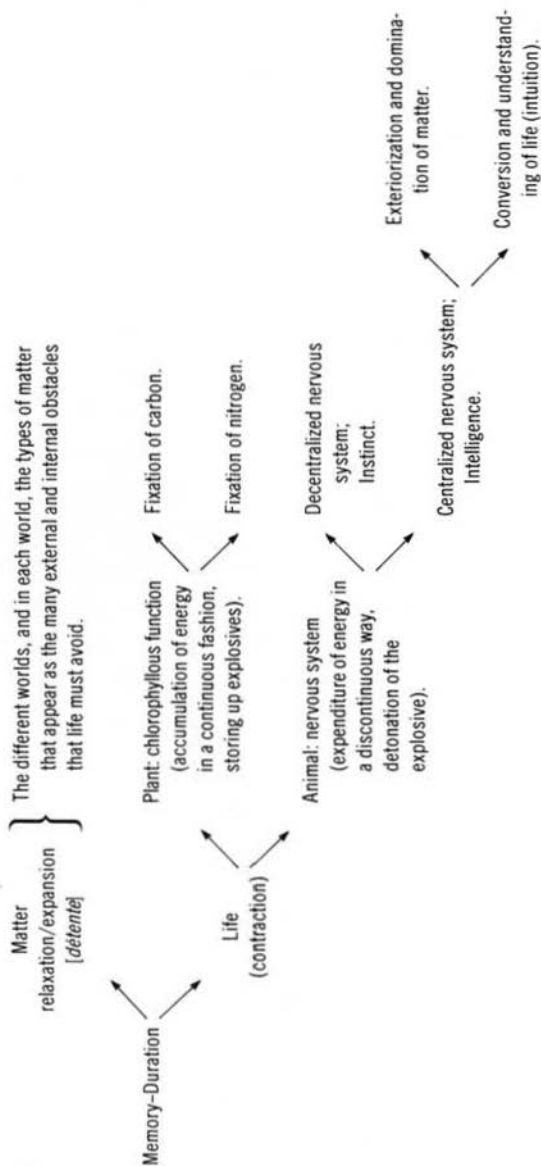 Matter
relaxation/expansion
[détente]
The different worlds, and in each world, the types of matter
that appear as the many external and internal obstacles
that life must avoid.
Memory–Duration
Life
(contraction)
Plant: chlorophyllous function
(accumulation of energy
in a continuous fashion,
storing up explosives).
Fixation of carbon.
Fixation of nitrogen.
Animal: nervous system
(expenditure of energy in
a discontinuous way,
detonation of the
explosive).
Decentralized nervous
system;
Instinct.
Centralized nervous system;
Intelligence.
Exteriorization and domina-
tion of matter.
Conversion and understand-
ing of life (intuition).